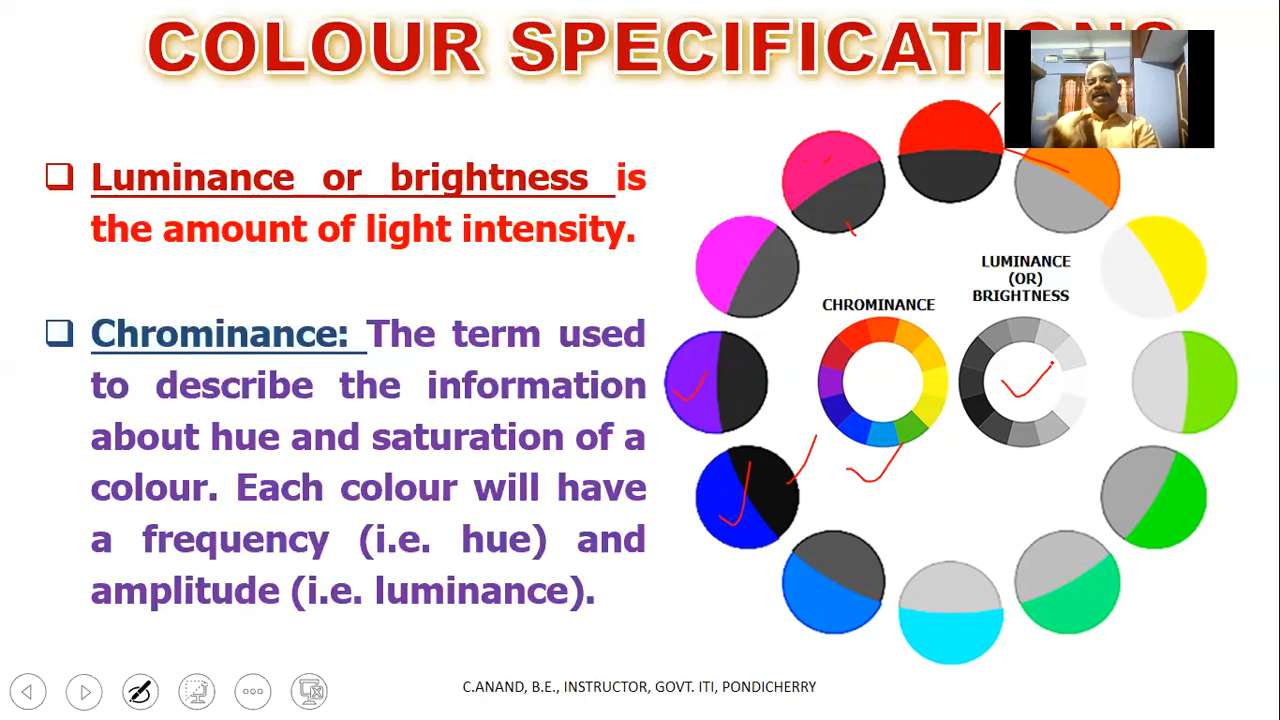 COLOUR SPECIFICATIONS
❑ Luminance or brightness is
the amount of light intensity.
❑ Chrominance: The term used
to describe the information
about hue and saturation of a
colour. Each colour will have
a frequency (i.e. hue) and
amplitude (i.e. luminance).
CHROMINANCE
LUMINANCE
(OR)
BRIGHTNESS
C.ANAND, B.E., INSTRUCTOR, GOVT. ITI, PONDICHERRY